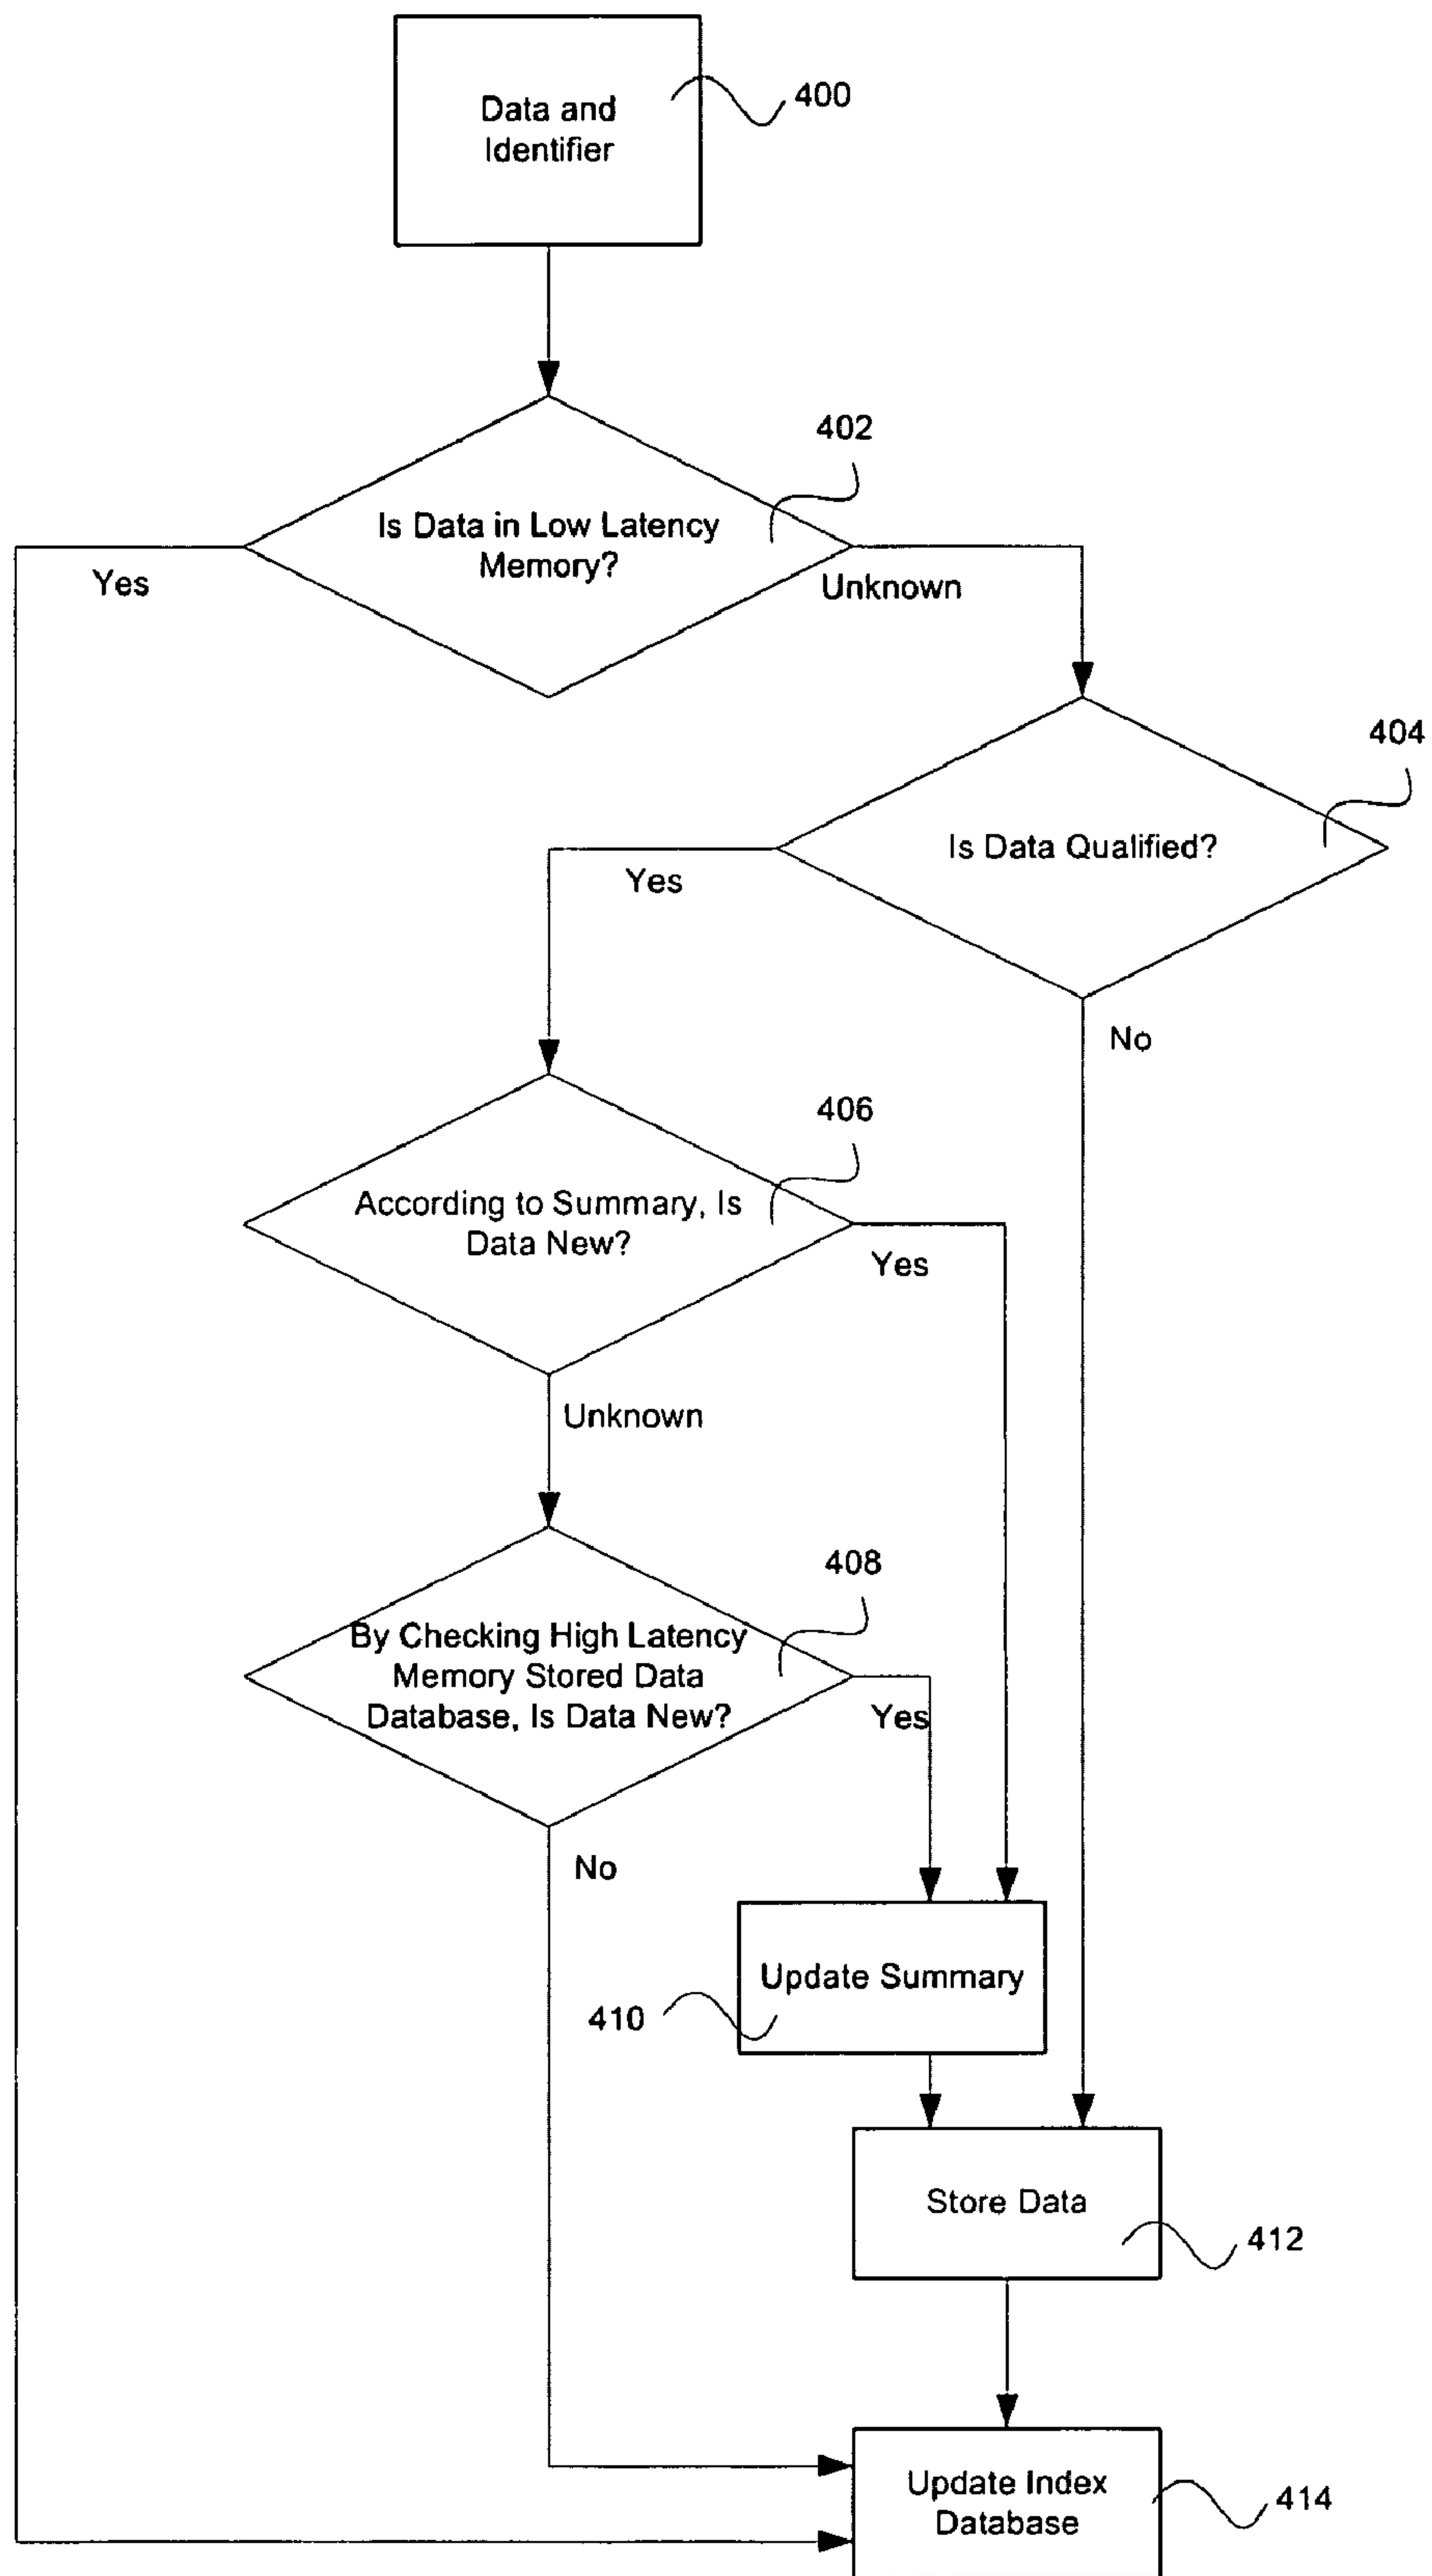 Data and
Identifier
400
402
Is Data in Low Latency
Memory?
Yes
Unknown
404
Is Data Qualified?
Yes
No
406
According to Summary, Is
Data New?
Yes
Unknown
408
By Checking High Latency
Memory Stored Data
Database, Is Data New?
Yes
No
Update Summary
410
Store Data
412
Update Index
Database
414